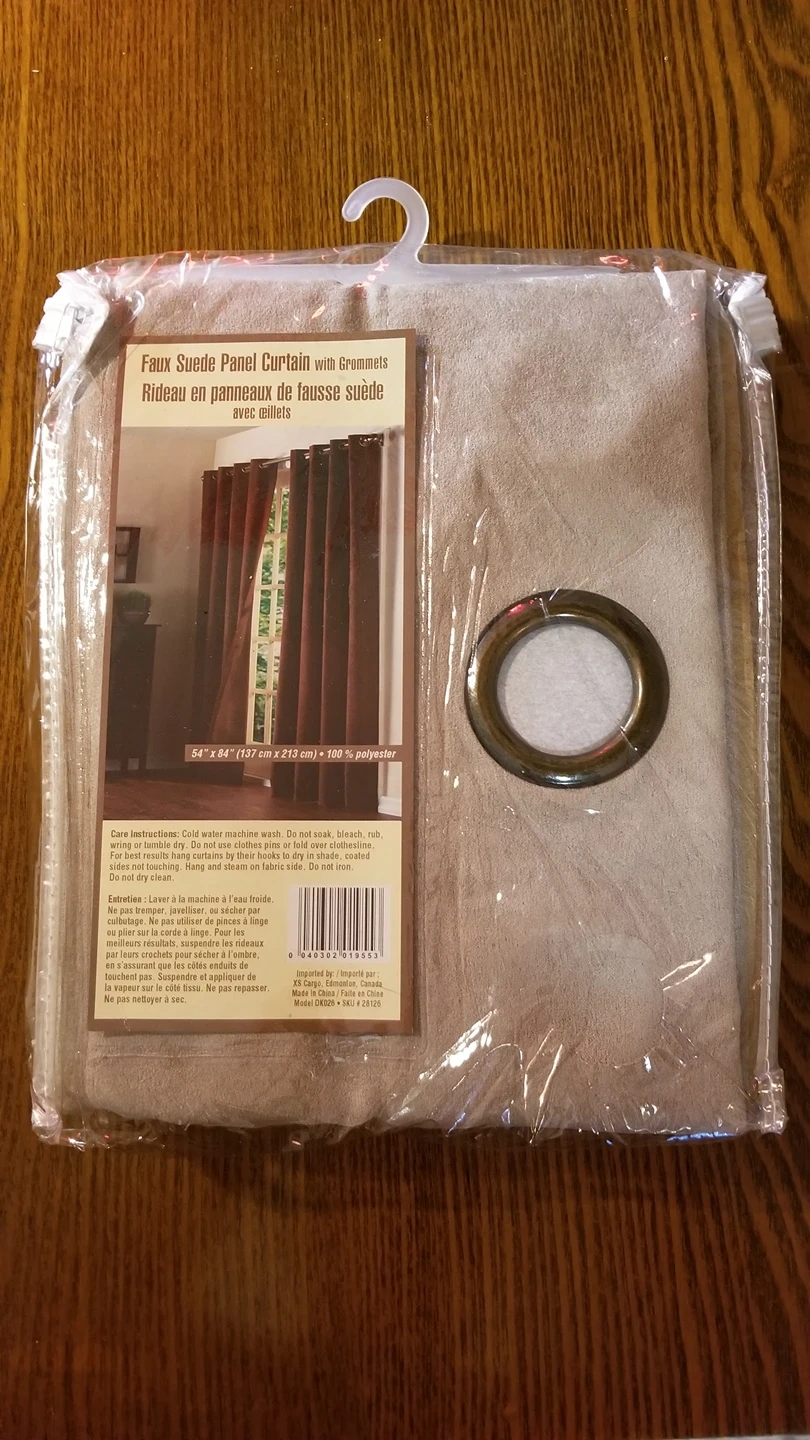 Faux Suede Panel Curtain with Grommets
Rideau en panneaux de fausse suède
avec œillets
54" x 84" (137 cm x 213 cm) • 100 % polyester
Care Instructions: Cold water machine wash. Do not soak, bleach, rub,
wring or tumble dry. Do not use clothes pins or fold over clothesline.
For best results hang curtains by their hooks to dry in shade, coated
sides not touching. Hang and steam on fabric side. Do not iron.
Do not dry clean.
Entretien : Laver à la machine à l'eau froide.
Ne pas tremper, javelliser, ou sécher par
culbutage. Ne pas utiliser de pinces à linge
ou plier sur la corde à linge. Pour les
meilleurs résultats, suspendre les rideaux
par leurs crochets pour sécher à l'ombre,
en s'assurant que les côtés enduits de
touchent pas. Suspendre et appliquer de
la vapeur sur le côté tissu. Ne pas repasser.
Ne pas nettoyer à sec.
0 040302 019553
Imported by: / Importé par :
XS Cargo, Edmonton, Canada
Made in China / Faite en Chine
Model DK026 • SKU # 28126